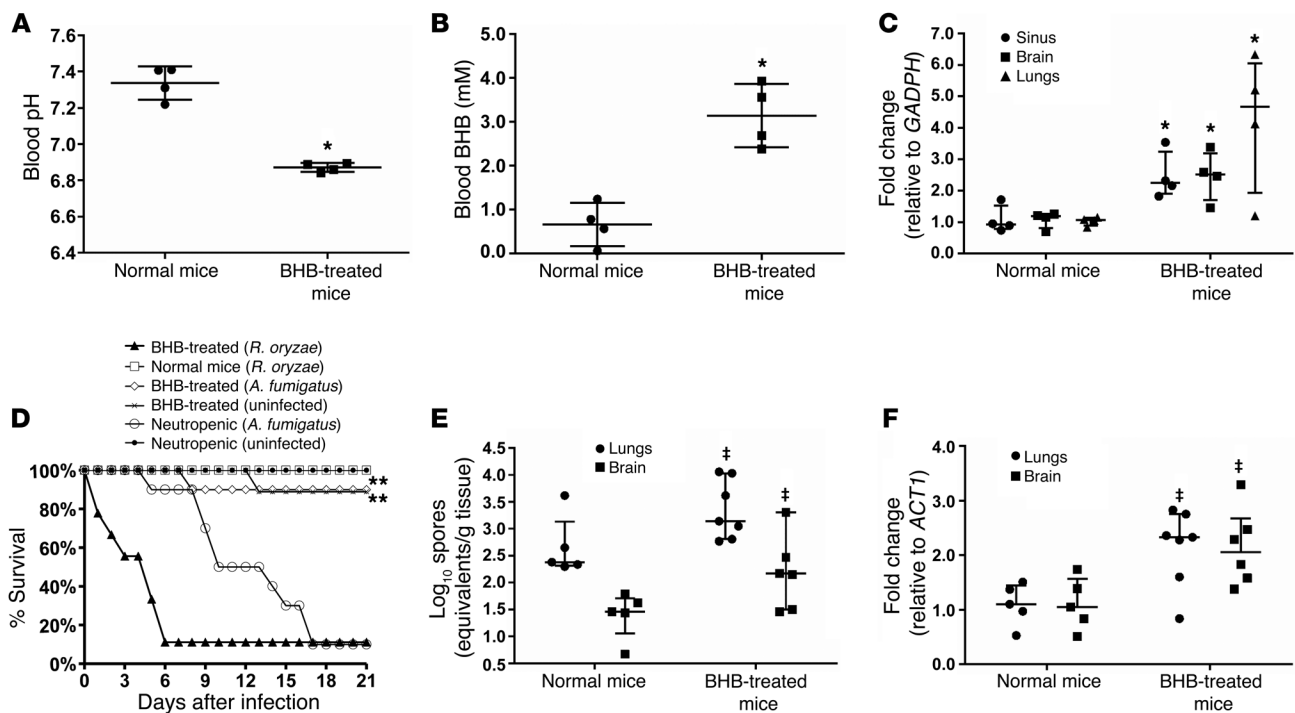 A
Blood pH
7.6
7.4
7.2
7.0
6.8
6.6
6.4
*
Normal mice
BHB-treated
mice
B
Blood BHB (mM)
5.0
4.0
3.0
2.0
1.0
0.0
*
Normal mice
BHB-treated
mice
C
Fold change
(relative to GADPH)
7.0
6.0
5.0
4.0
3.0
2.0
1.0
0.0
Sinus
Brain
Lungs
*
*
*
Normal mice
BHB-treated
mice
D
BHB-treated (R. oryzae)
Normal mice (R. oryzae)
BHB-treated (A. fumigatus)
BHB-treated (uninfected)
Neutropenic (A. fumigatus)
Neutropenic (uninfected)
% Survival
100%
80%
60%
40%
20%
0%
**
**
0 3 6 9 12 15 18 21
Days after infection
E
Log10 spores
(equivalents/g tissue)
4.5
4.0
3.5
3.0
2.5
2.0
1.5
1.0
0.5
Lungs
Brain
‡
‡
Normal mice
BHB-treated
mice
F
Fold change
(relative to ACT1)
4.0
3.0
2.0
1.0
0.0
Lungs
Brain
‡
‡
Normal mice
BHB-treated
mice